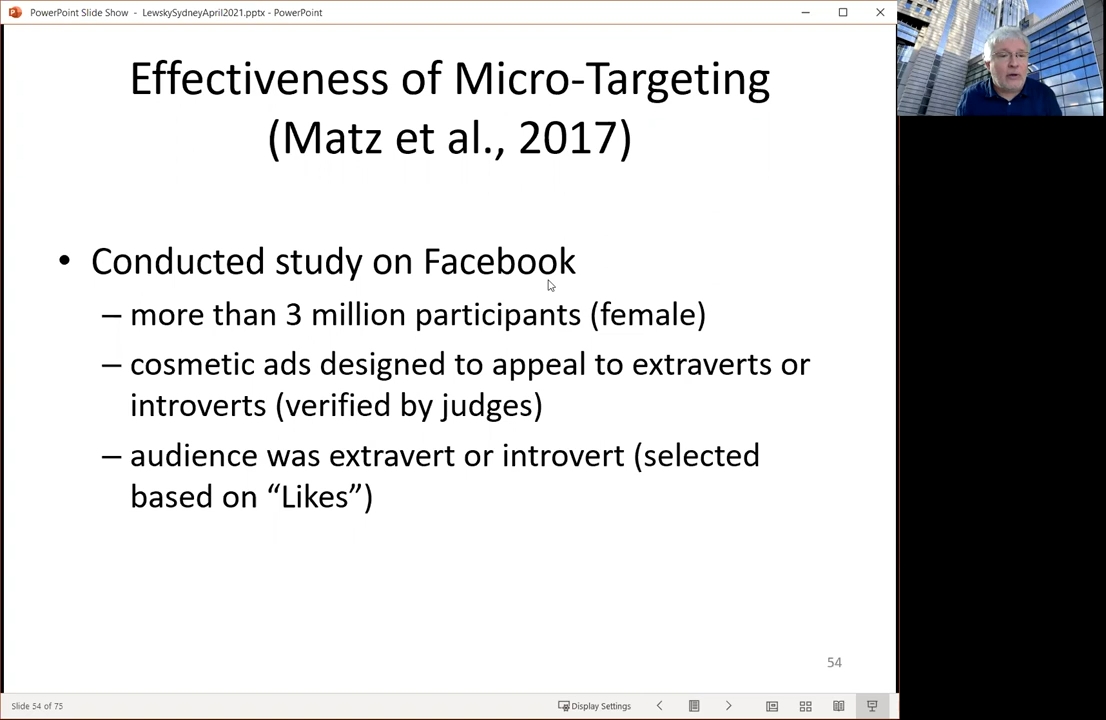 PowerPoint Slide Show - LewskySydneyApril2021.pptx - PowerPoint
Effectiveness of Micro-Targeting
(Matz et al., 2017)
• Conducted study on Facebook
– more than 3 million participants (female)
– cosmetic ads designed to appeal to extraverts or
introverts (verified by judges)
– audience was extravert or introvert (selected
based on “Likes”)
54
Slide 54 of 75
Display Settings